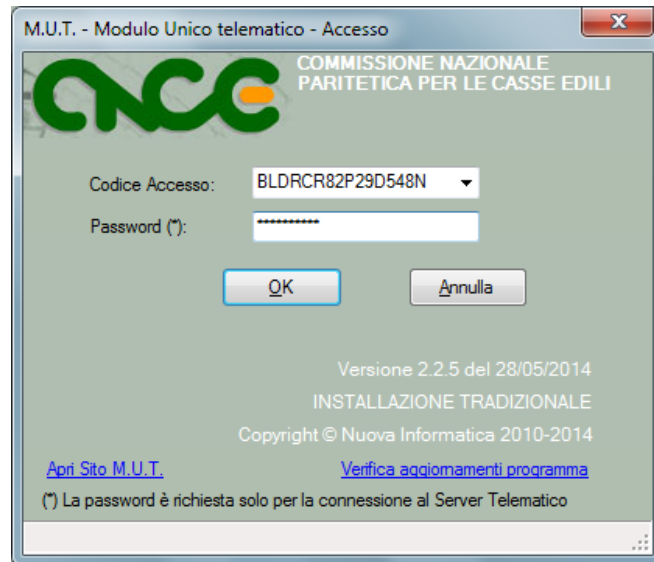 M.U.T. - Modulo Unico telematico - Accesso
CNCE
COMMISSIONE NAZIONALE
PARITETICA PER LE CASSE EDILI
Codice Accesso: BLDRCR82P29D548N
Password (*): **********
OK Annulla
Versione 2.2.5 del 28/05/2014
INSTALLAZIONE TRADIZIONALE
Copyright © Nuova Informatica 2010-2014
Apri Sito M.U.T. Verifica aggiornamenti programma
(*) La password è richiesta solo per la connessione al Server Telematico